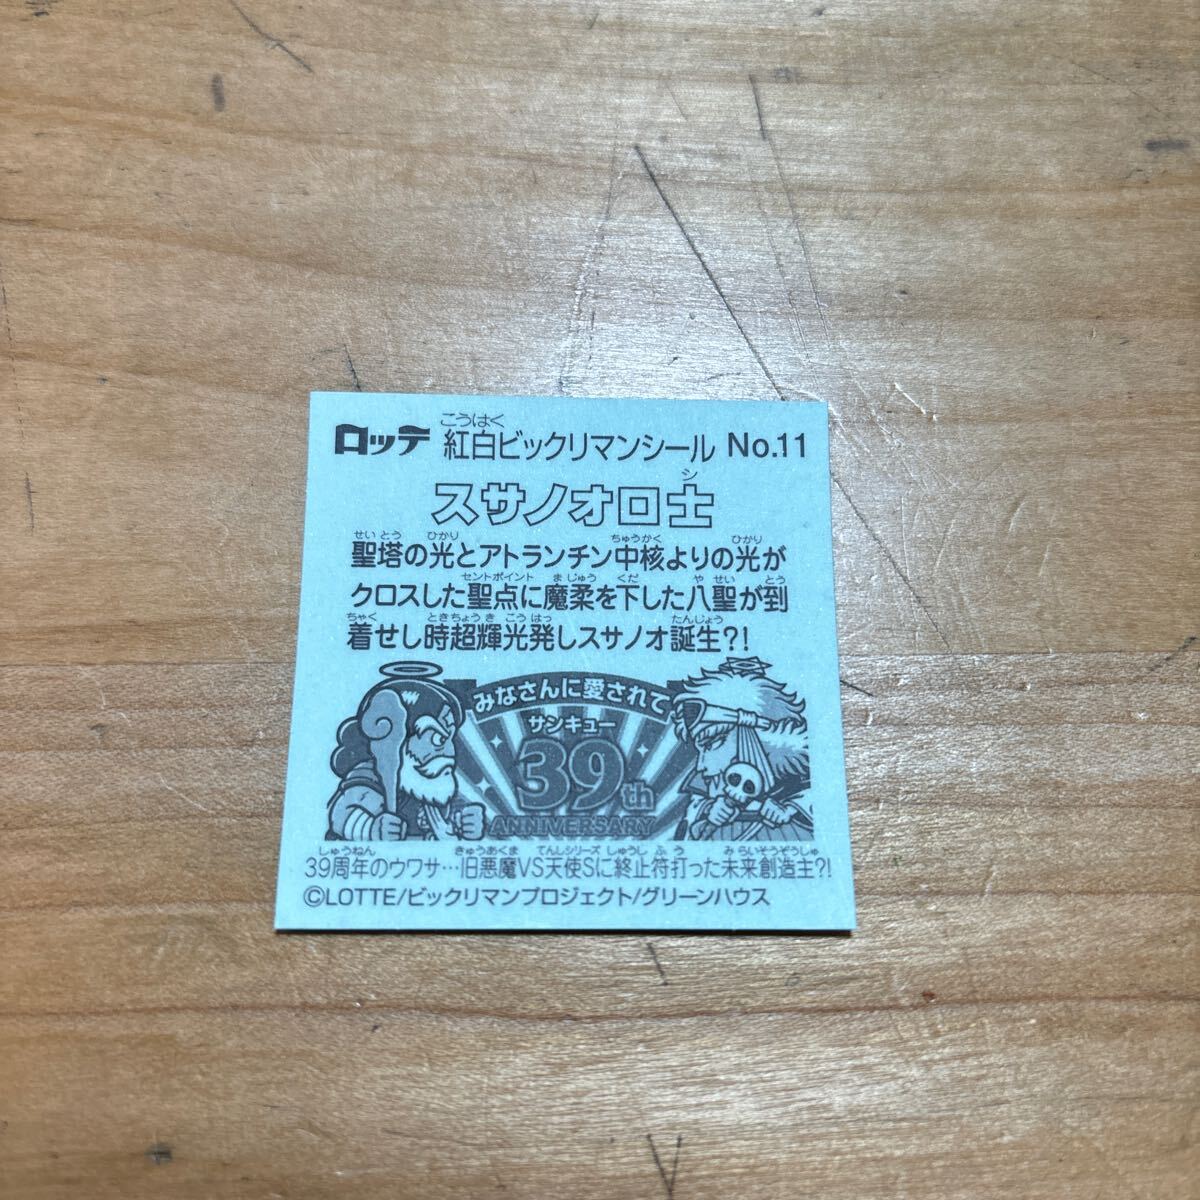 ロッテ 紅白ビックリマンシール No.11
こうはく
スサノオロ士
シ
聖塔の光とアトランチン中核よりの光が
せいとう ひかり ちゅうかく ひかり
クロスした聖点に魔柔を下した八聖が到
セントポイント まじゅう くだ やせい とう
着せし時超輝光発しスサノオ誕生?!
ちゃく ときちょうきこうはっ たんじょう
みなさんに愛されて
サンキュー
39th
ANNIVERSARY
39周年のウワサ…旧悪魔VS天使Sに終止符打った未来創造主?!
しゅうねん きゅうあくま てんしシリーズ しゅうしふう みらいそうぞうしゅ
©LOTTE/ビックリマンプロジェクト/グリーンハウス